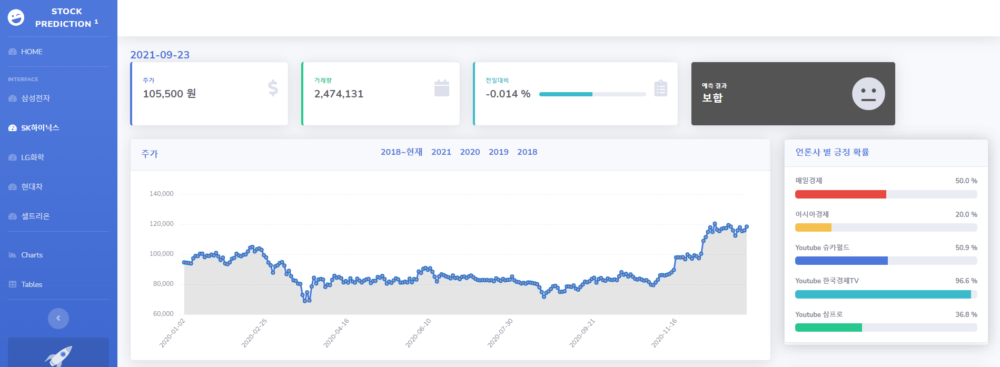 STOCK
PREDICTION 1
HOME
INTERFACE
삼성전자
SK하이닉스
LG화학
현대차
셀트리온
Charts
Tables
2021-09-23
주가
105,500 원
거래량
2,474,131
전일대비
-0.014 %
예측 결과
보합
주가
2018~현재 2021 2020 2019 2018
140,000
120,000
100,000
80,000
60,000
2020-01-02
2020-02-25
2020-04-16
2020-06-10
2020-07-30
2020-09-21
2020-11-16
언론사 별 긍정 확률
매일경제 50.0 %
아시아경제 20.0 %
Youtube 슈카월드 50.9 %
Youtube 한국경제TV 96.6 %
Youtube 삼프로 36.8 %